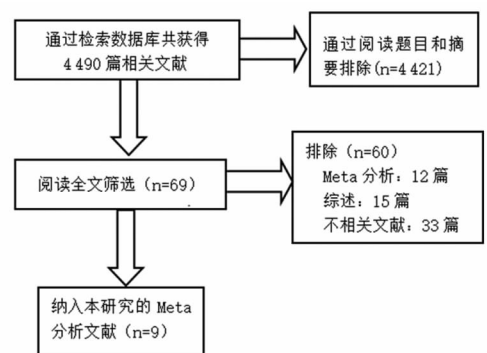 通过检索数据库共获得
4 490 篇相关文献
通过阅读题目和摘
要排除(n=4 421)
阅读全文筛选（n=69）
排除（n=60）
Meta 分析：12 篇
综述：15 篇
不相关文献：33 篇
纳入本研究的 Meta
分析文献（n=9）